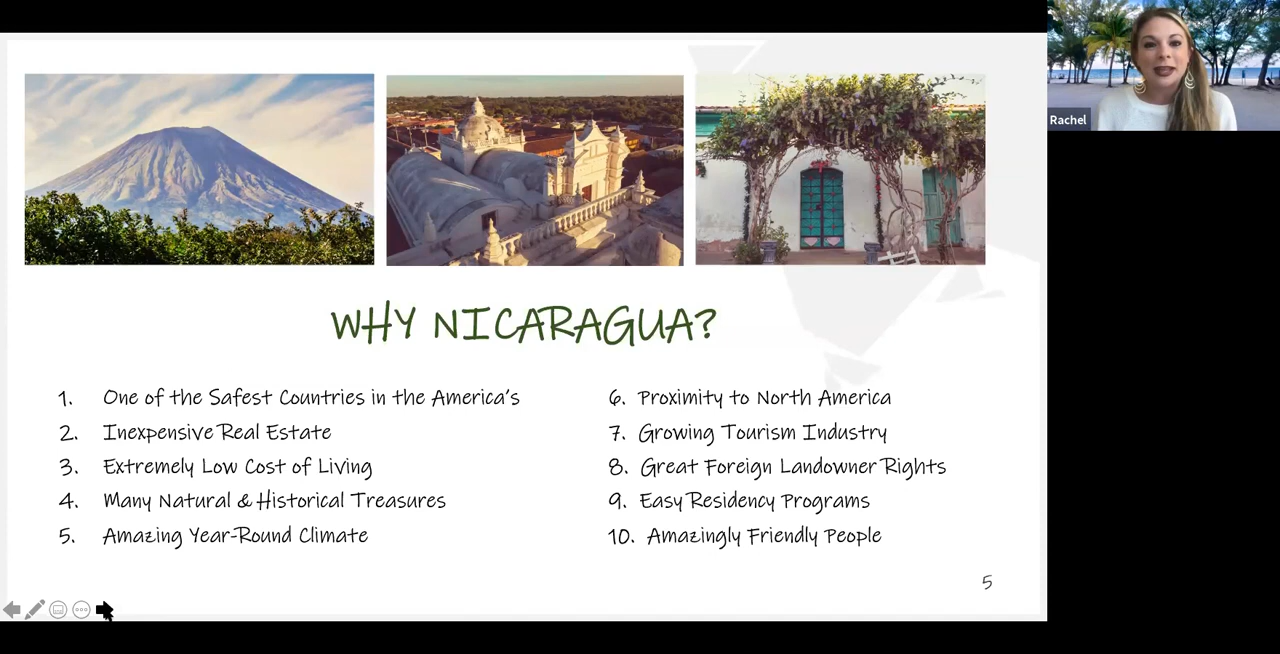 Rachel
WHY NICARAGUA?
1. One of the Safest Countries in the America's
2. Inexpensive Real Estate
3. Extremely Low Cost of Living
4. Many Natural & Historical Treasures
5. Amazing Year-Round Climate
6. Proximity to North America
7. Growing Tourism Industry
8. Great Foreign Landowner Rights
9. Easy Residency Programs
10. Amazingly Friendly People
5